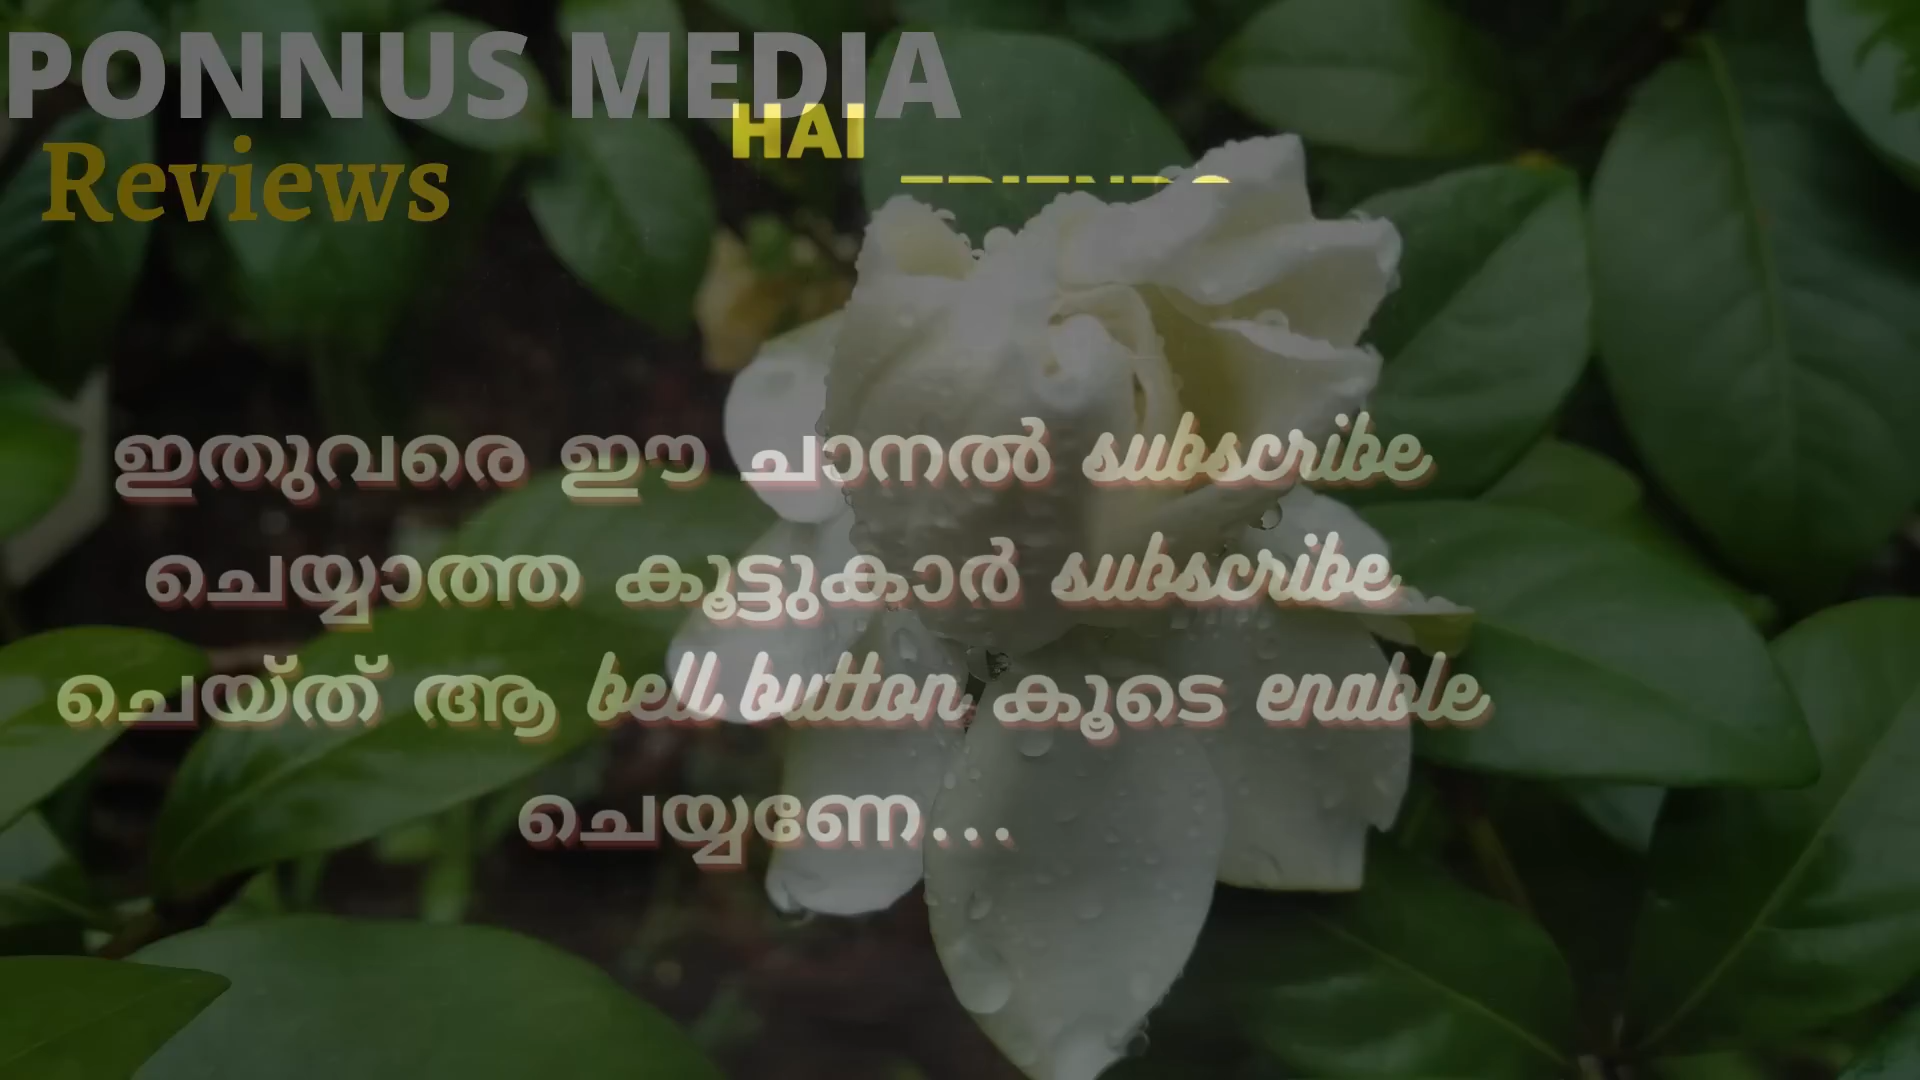 PONNUS MEDIA
HAI
Reviews
ഇതുവരെ ഈ ചാനൽ subscribe
ചെയ്യാത്ത കൂട്ടുകാർ subscribe
ചെയ്ത് ആ bell button കൂടെ enable
ചെയ്യണേ...